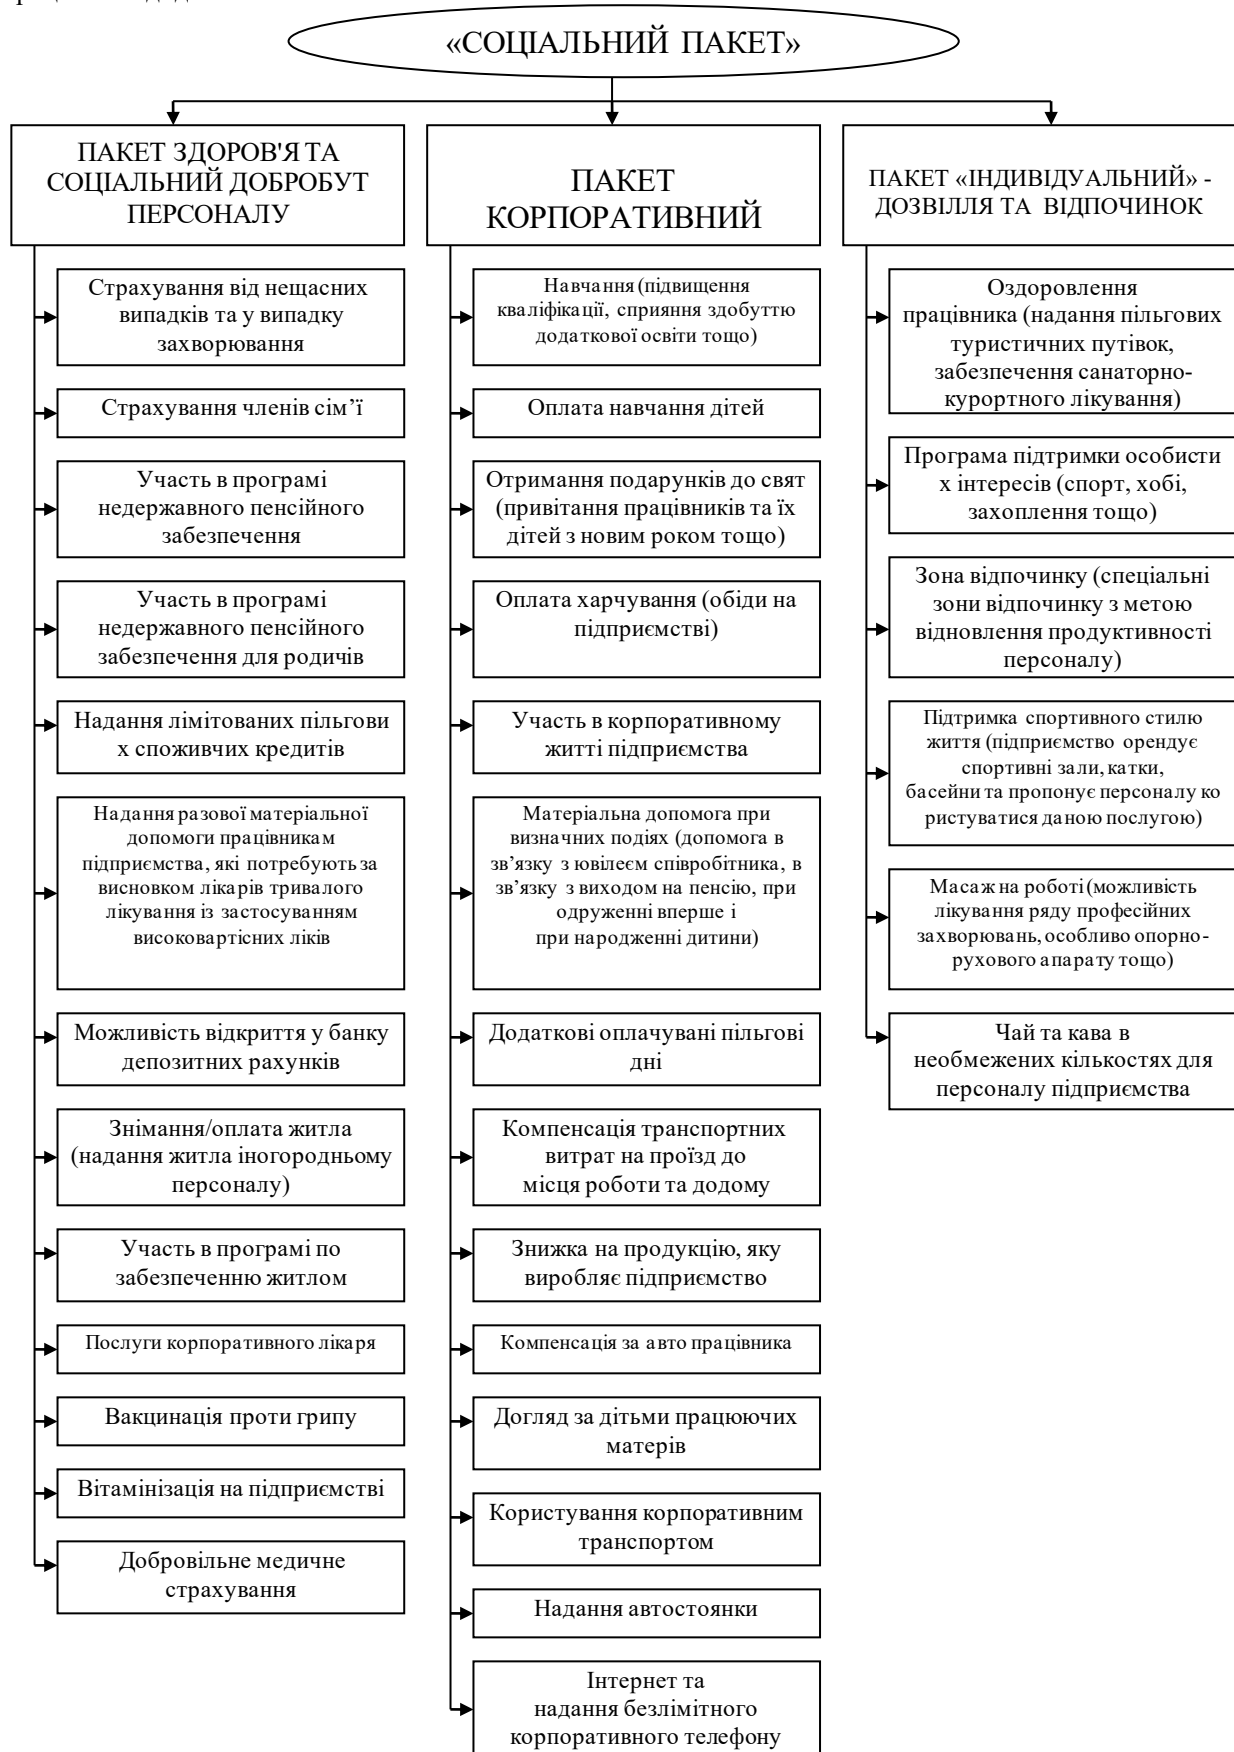 «СОЦІАЛЬНИЙ ПАКЕТ»
ПАКЕТ ЗДОРОВ'Я ТА
СОЦІАЛЬНИЙ ДОБРОБУТ
ПЕРСОНАЛУ
Страхування від нещасних
випадків та у випадку
захворювання
Страхування членів сім’ї
Участь в програмі
недержавного пенсійного
забезпечення
Участь в програмі
недержавного пенсійного
забезпечення для родичів
Надання лімітованих пільгови
х споживчих кредитів
Надання разової матеріальної
допомоги працівникам
підприємства, які потребують за
висновком лікарів тривалого
лікування із застосуванням
високовартісних ліків
Можливість відкриття у банку
депозитних рахунків
Знімання/оплата житла
(надання житла іногородньому
персоналу)
Участь в програмі по
забезпеченню житлом
Послуги корпоративного лікаря
Вакцинація проти грипу
Вітамінізація на підприємстві
Добровільне медичне
страхування
ПАКЕТ
КОРПОРАТИВНИЙ
Навчання (підвищення
кваліфікації, сприяння здобуттю
додаткової освіти тощо)
Оплата навчання дітей
Отримання подарунків до свят
(привітання працівників та їх
дітей з новим роком тощо)
Оплата харчування (обіди на
підприємстві)
Участь в корпоративному
житті підприємства
Матеріальна допомога при
визначних подіях (допомога в
зв’язку з ювілеєм співробітника, в
зв’язку з виходом на пенсію, при
одруженні вперше і
при народженні дитини)
Додаткові оплачувані пільгові
дні
Компенсація транспортних
витрат на проїзд до
місця роботи та додому
Знижка на продукцію, яку
виробляє підприємство
Компенсація за авто працівника
Догляд за дітьми працюючих
матерів
Користування корпоративним
транспортом
Надання автостоянки
Інтернет та
надання безлімітного
корпоративного телефону
ПАКЕТ «ІНДИВІДУАЛЬНИЙ» -
ДОЗВІЛЛЯ ТА ВІДПОЧИНОК
Оздоровлення
працівника (надання пільгових
туристичних путівок,
забезпечення санаторно-
курортного лікування)
Програма підтримки особисти
х інтересів (спорт, хобі,
захоплення тощо)
Зона відпочинку (спеціальні
зони відпочинку з метою
відновлення продуктивності
персоналу)
Підтримка спортивного стилю
життя (підприємство орендує
спортивні зали, катки,
басейни та пропонує персоналу ко
ристуватися даною послугою)
Масаж на роботі (можливість
лікування ряду професійних
захворювань, особливо опорно-
рухового апарату тощо)
Чай та кава в
необмежених кількостях для
персоналу підприємства